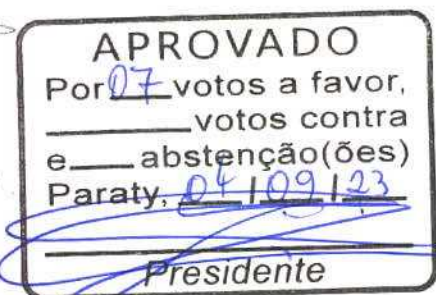 APROVADO
Por 07 votos a favor,
votos contra
e abstenção(ões)
Paraty, 04/09/23
Presidente